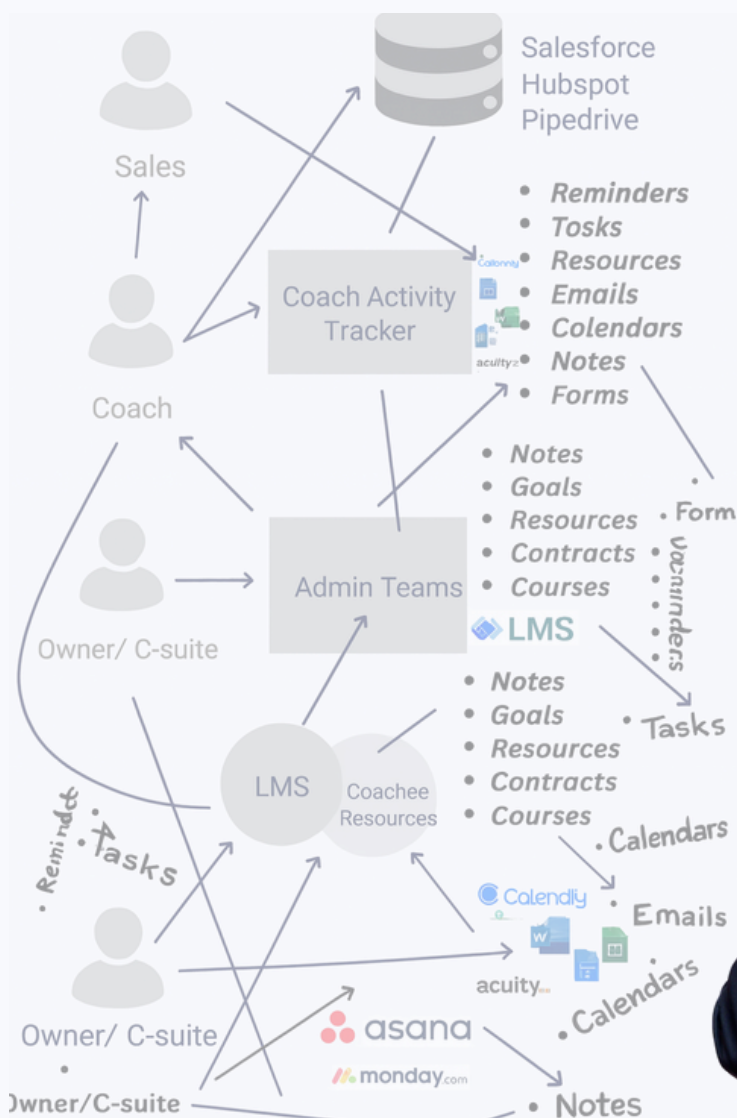 Salesforce
Hubspot
Pipedrive
Sales
• Reminders
• Tosks
• Resources
• Emails
• Colendars
• Notes
• Forms
Coach Activity
Tracker
acuity
Coach
• Notes
• Goals
• Resources
• Contracts
• Courses
• Form
Admin Teams
LMS
Owner/ C-suite
• Notes
• Goals
• Resources
• Contracts
• Courses
• Tasks
LMS
Coachee
Resources
• Tasks
• Calendars
Calendly
• Emails
W
acuity
• Calendars
Owner/ C-suite
asana
monday.com
Owner/C-suite
• Notes